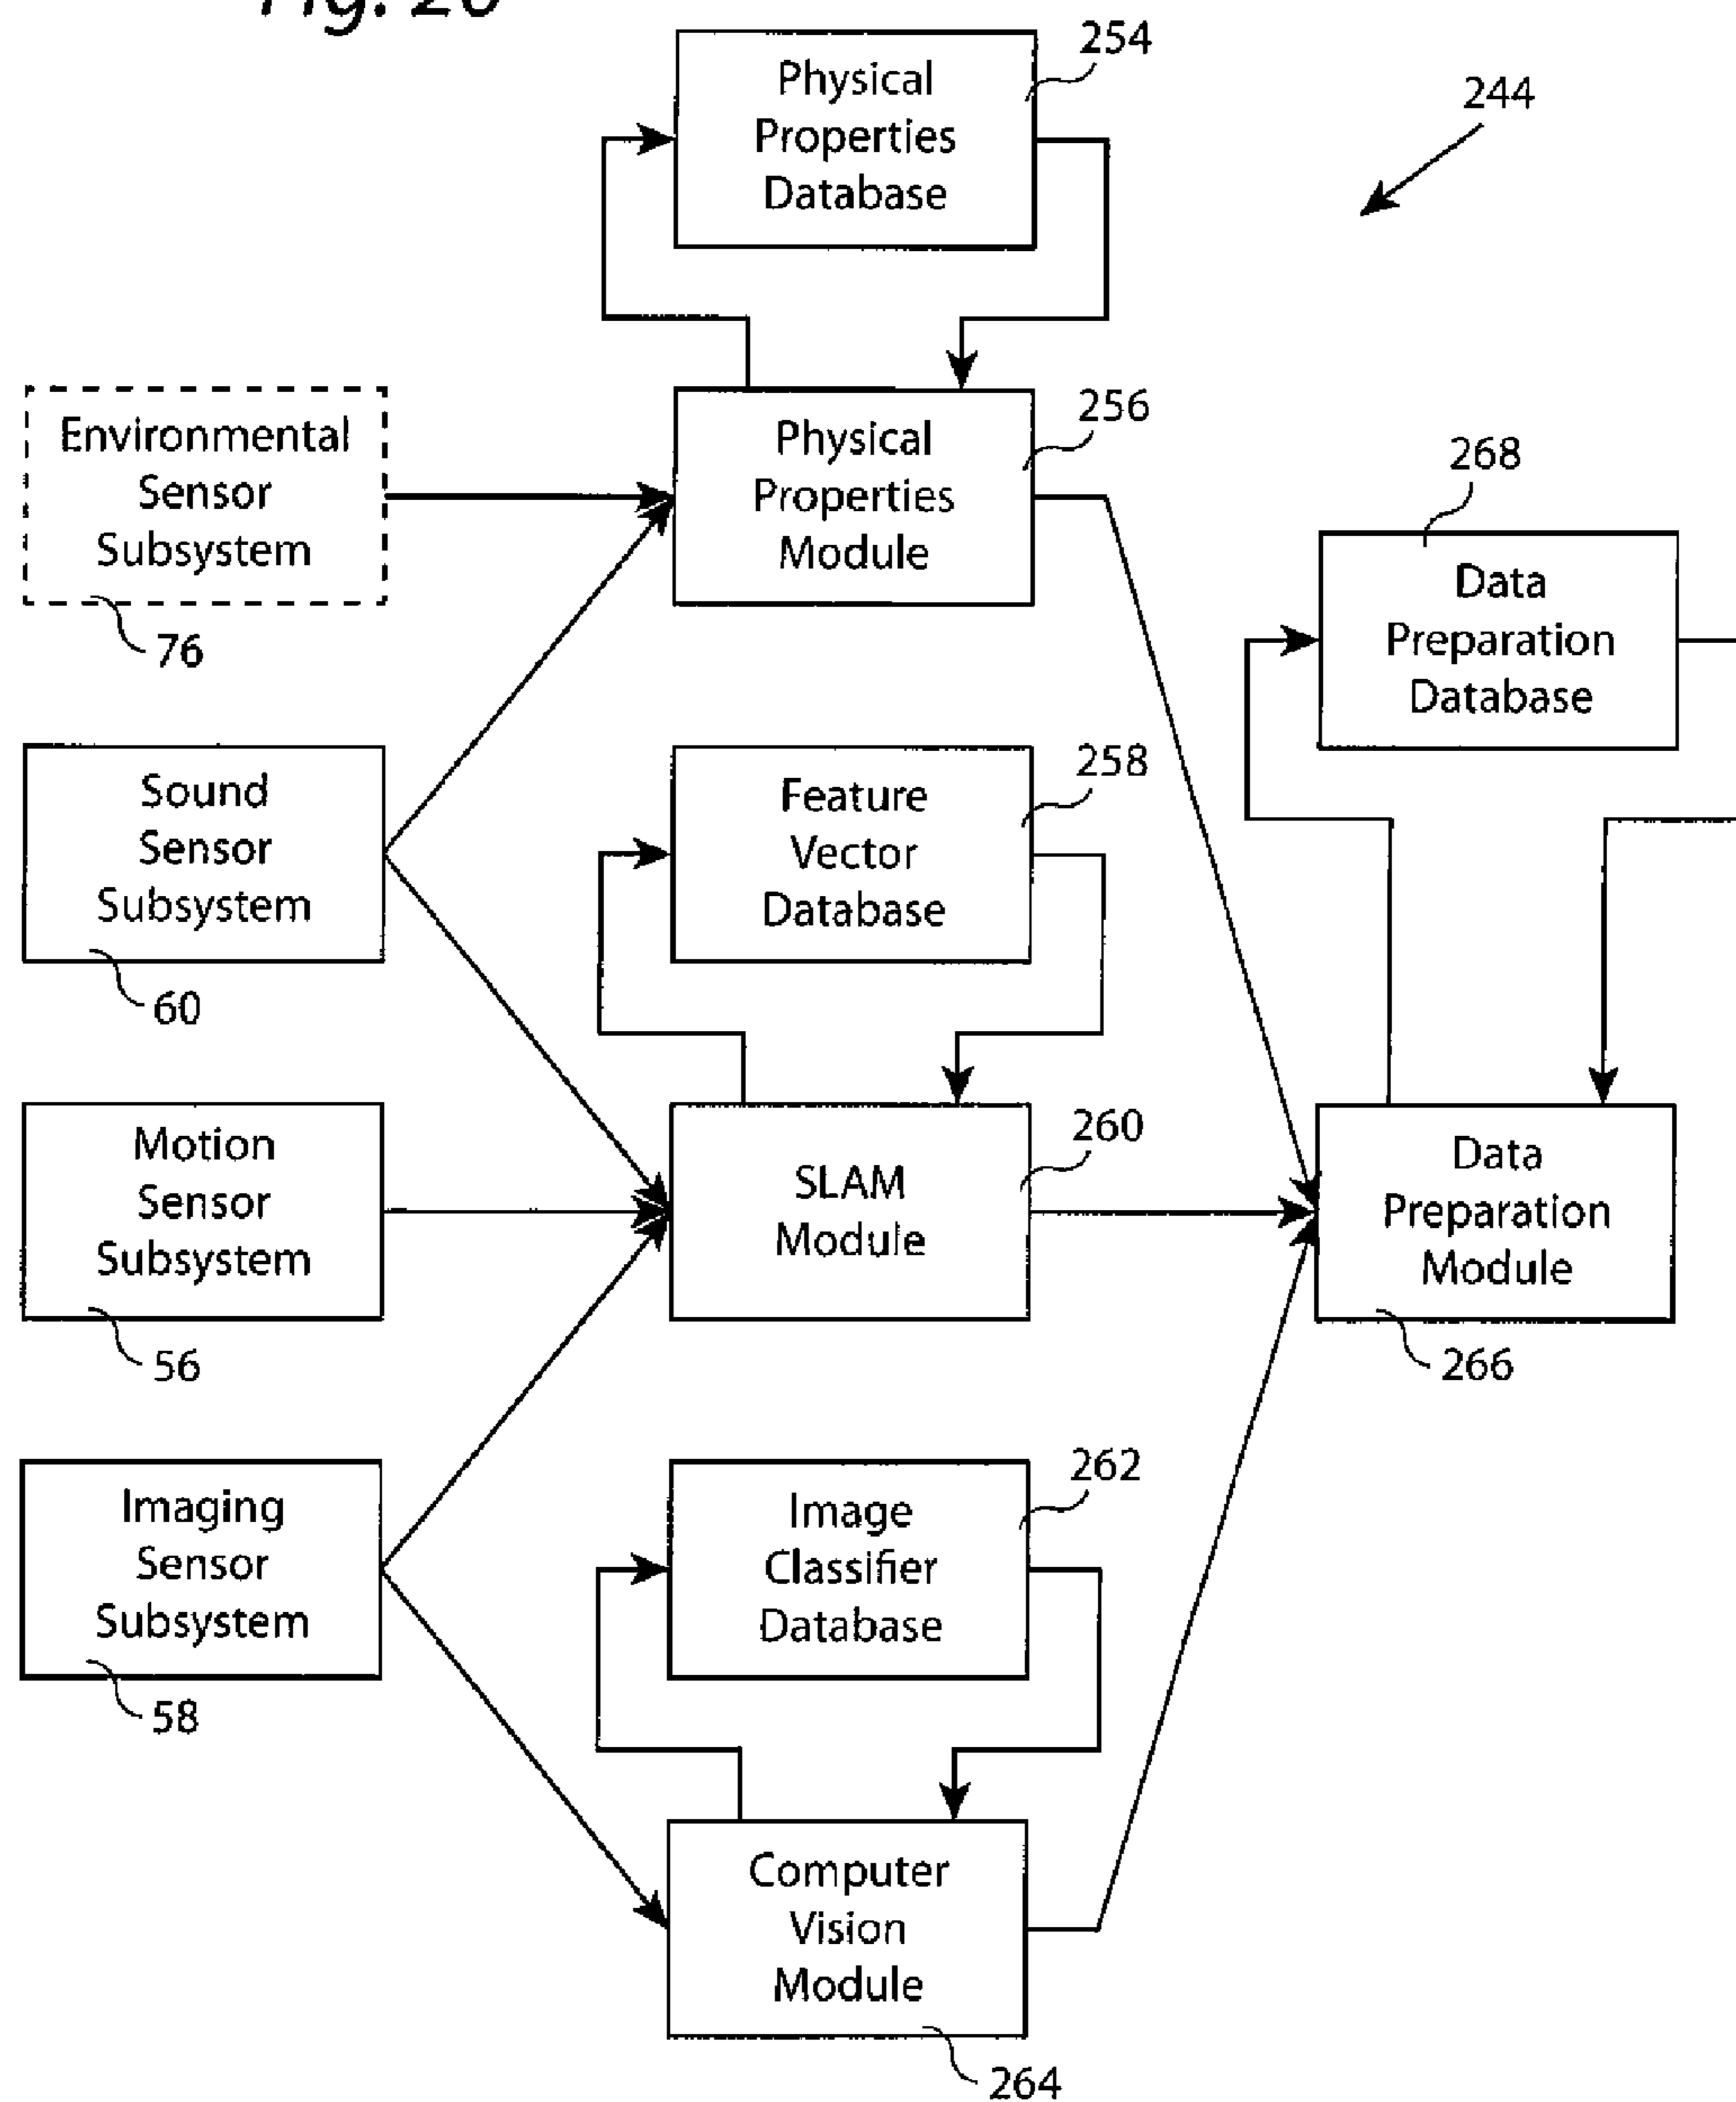 Fig. 20
254
Physical
Properties
Database
244
256
Physical
Properties
Module
Environmental
Sensor
Subsystem
76
268
Data
Preparation
Database
Sound
Sensor
Subsystem
60
258
Feature
Vector
Database
Motion
Sensor
Subsystem
56
260
SLAM
Module
Data
Preparation
Module
266
Imaging
Sensor
Subsystem
58
262
Image
Classifier
Database
Computer
Vision
Module
264